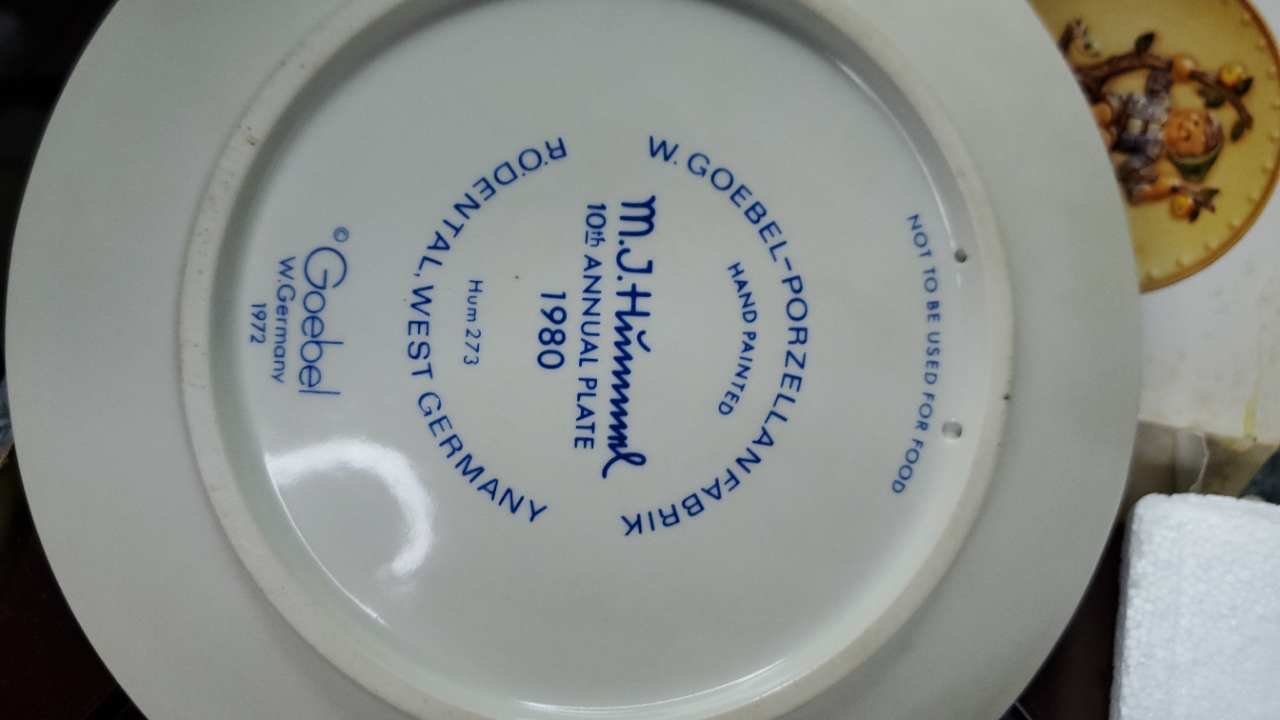 NOT TO BE USED FOR FOOD
W. GOEBEL-PORZELLANFABRIK
HAND PAINTED
M.J.Hümmel
10th ANNUAL PLATE
1980
Hum 273
RÖDENTAL, WEST GERMANY
© Goebel
W.Germany
1972